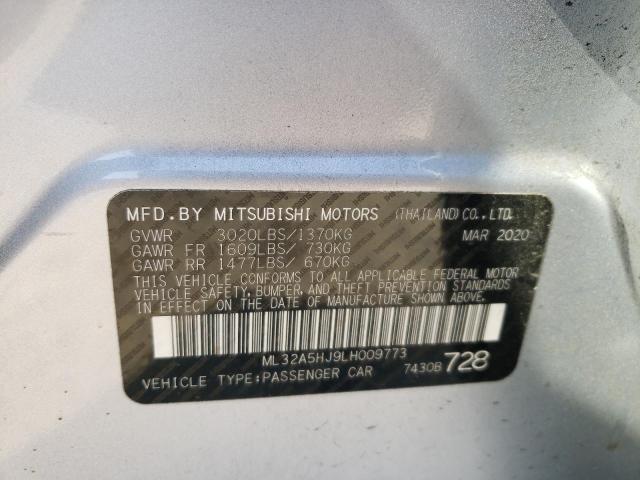 MFD.BY MITSUBISHI MOTORS (THAILAND) CO., LTD.
GVWR 3020LBS/1370KG MAR 2020
GAWR FR 1609LBS/ 730KG
GAWR RR 1477LBS/ 670KG
THIS VEHICLE CONFORMS TO ALL APPLICABLE FEDERAL MOTOR
VEHICLE SAFETY, BUMPER, AND THEFT PREVENTION STANDARDS
IN EFFECT ON THE DATE OF MANUFACTURE SHOWN ABOVE.
ML32A5HJ9LH009773
VEHICLE TYPE:PASSENGER CAR 7430B 728